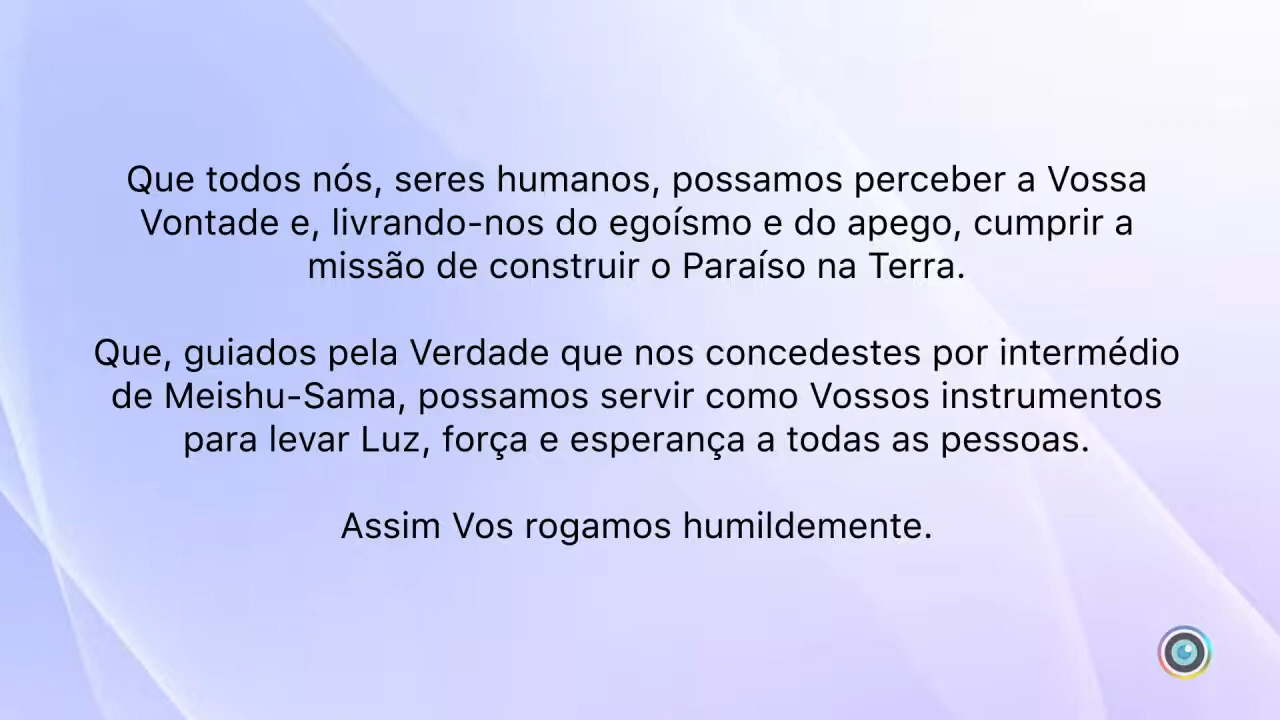 Que todos nós, seres humanos, possamos perceber a Vossa
Vontade e, livrando-nos do egoísmo e do apego, cumprir a
missão de construir o Paraíso na Terra.
Que, guiados pela Verdade que nos concedestes por intermédio
de Meishu-Sama, possamos servir como Vossos instrumentos
para levar Luz, força e esperança a todas as pessoas.
Assim Vos rogamos humildemente.